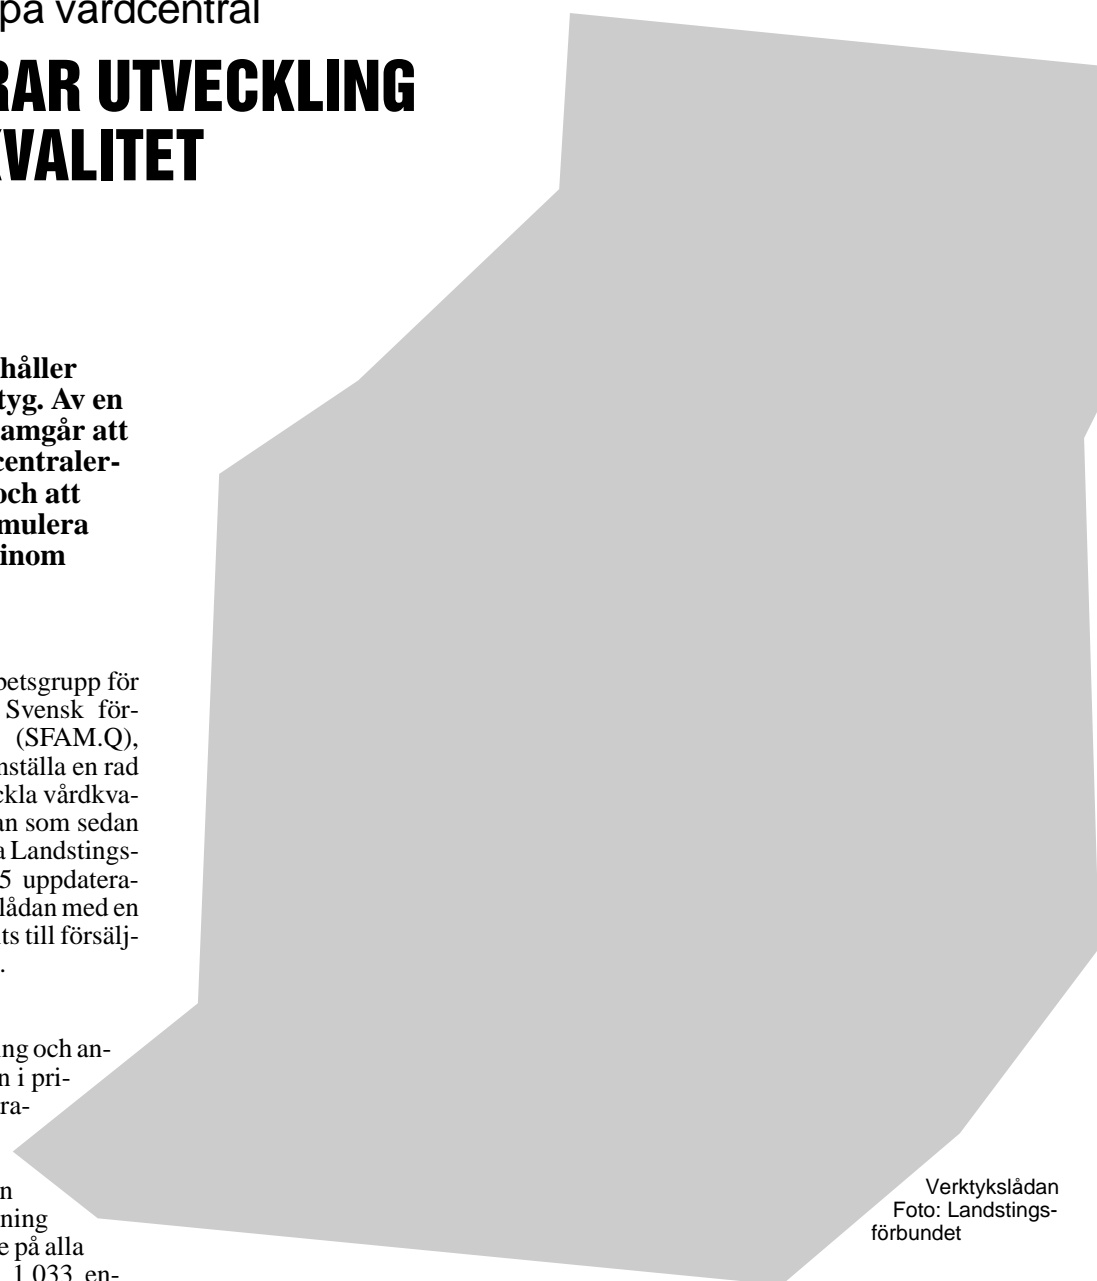 på vårdcentral
RAR UTVECKLING
KVALITET
håller
tyg. Av en
amgår att
centraler-
och att
mulera
inom
betsgrupp för
Svensk för-
(SFAM.Q),
nställa en rad
ckla vårdkva-
an som sedan
a Landstings-
5 uppdatera-
lådan med en
ts till försälj-
.
ing och an-
n i pri-
ra-
n
ning
e på alla
1 033 en-
Verktykslådan
Foto: Landstings-
förbundet